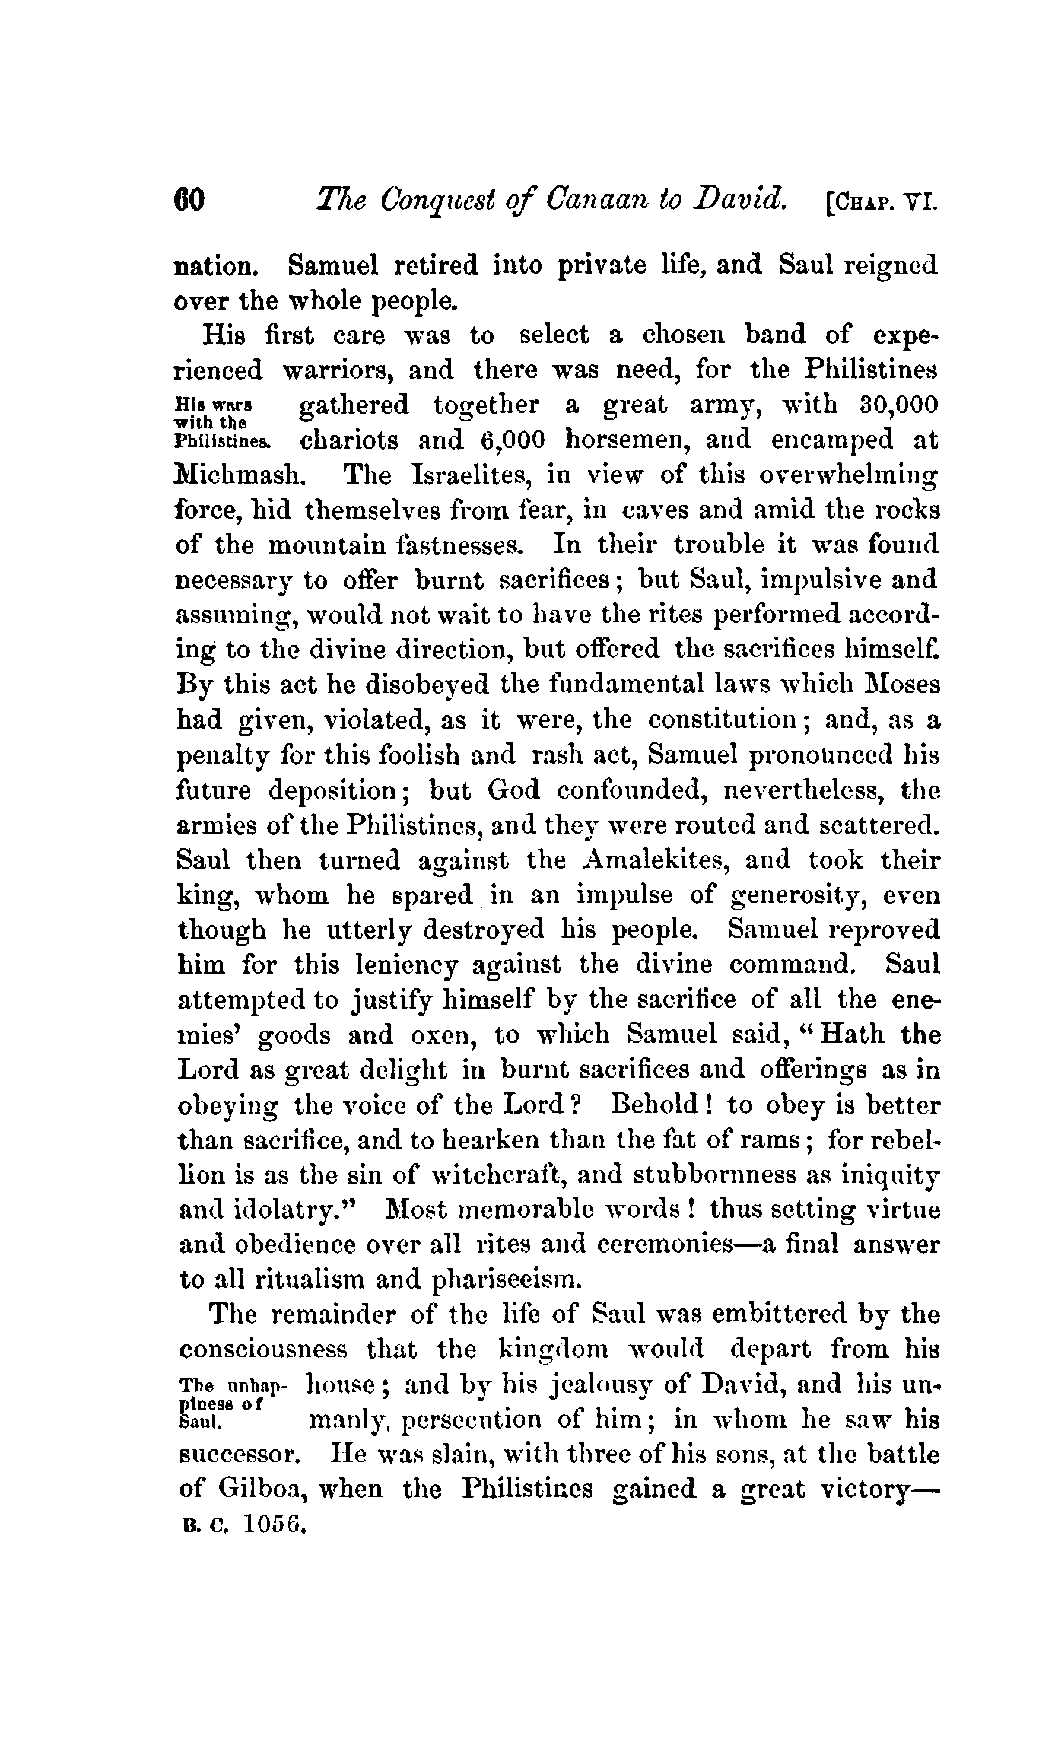 60 The Conquest of Canaan to David. [CHAP. VI.
nation. Samuel retired into private life, and Saul reigned
over the whole people.
His first care was to select a chosen band of expe-
rienced warriors, and there was need, for the Philistines
His wars
with the
Philistines.
gathered together a great army, with 30,000
chariots and 6,000 horsemen, and encamped at
Michmash. The Israelites, in view of this overwhelming
force, hid themselves from fear, in caves and amid the rocks
of the mountain fastnesses. In their trouble it was found
necessary to offer burnt sacrifices; but Saul, impulsive and
assuming, would not wait to have the rites performed accord-
ing to the divine direction, but offered the sacrifices himself.
By this act he disobeyed the fundamental laws which Moses
had given, violated, as it were, the constitution; and, as a
penalty for this foolish and rash act, Samuel pronounced his
future deposition; but God confounded, nevertheless, the
armies of the Philistines, and they were routed and scattered.
Saul then turned against the Amalekites, and took their
king, whom he spared in an impulse of generosity, even
though he utterly destroyed his people. Samuel reproved
him for this leniency against the divine command. Saul
attempted to justify himself by the sacrifice of all the ene-
mies' goods and oxen, to which Samuel said, "Hath the
Lord as great delight in burnt sacrifices and offerings as in
obeying the voice of the Lord? Behold! to obey is better
than sacrifice, and to hearken than the fat of rams; for rebel-
lion is as the sin of witchcraft, and stubbornness as iniquity
and idolatry." Most memorable words! thus setting virtue
and obedience over all rites and ceremonies—a final answer
to all ritualism and phariseeism.
The remainder of the life of Saul was embittered by the
consciousness that the kingdom would depart from his
The unhap-
piness of
Saul.
house; and by his jealousy of David, and his un-
manly, persecution of him; in whom he saw his
successor. He was slain, with three of his sons, at the battle
of Gilboa, when the Philistines gained a great victory—
B. C. 1056.